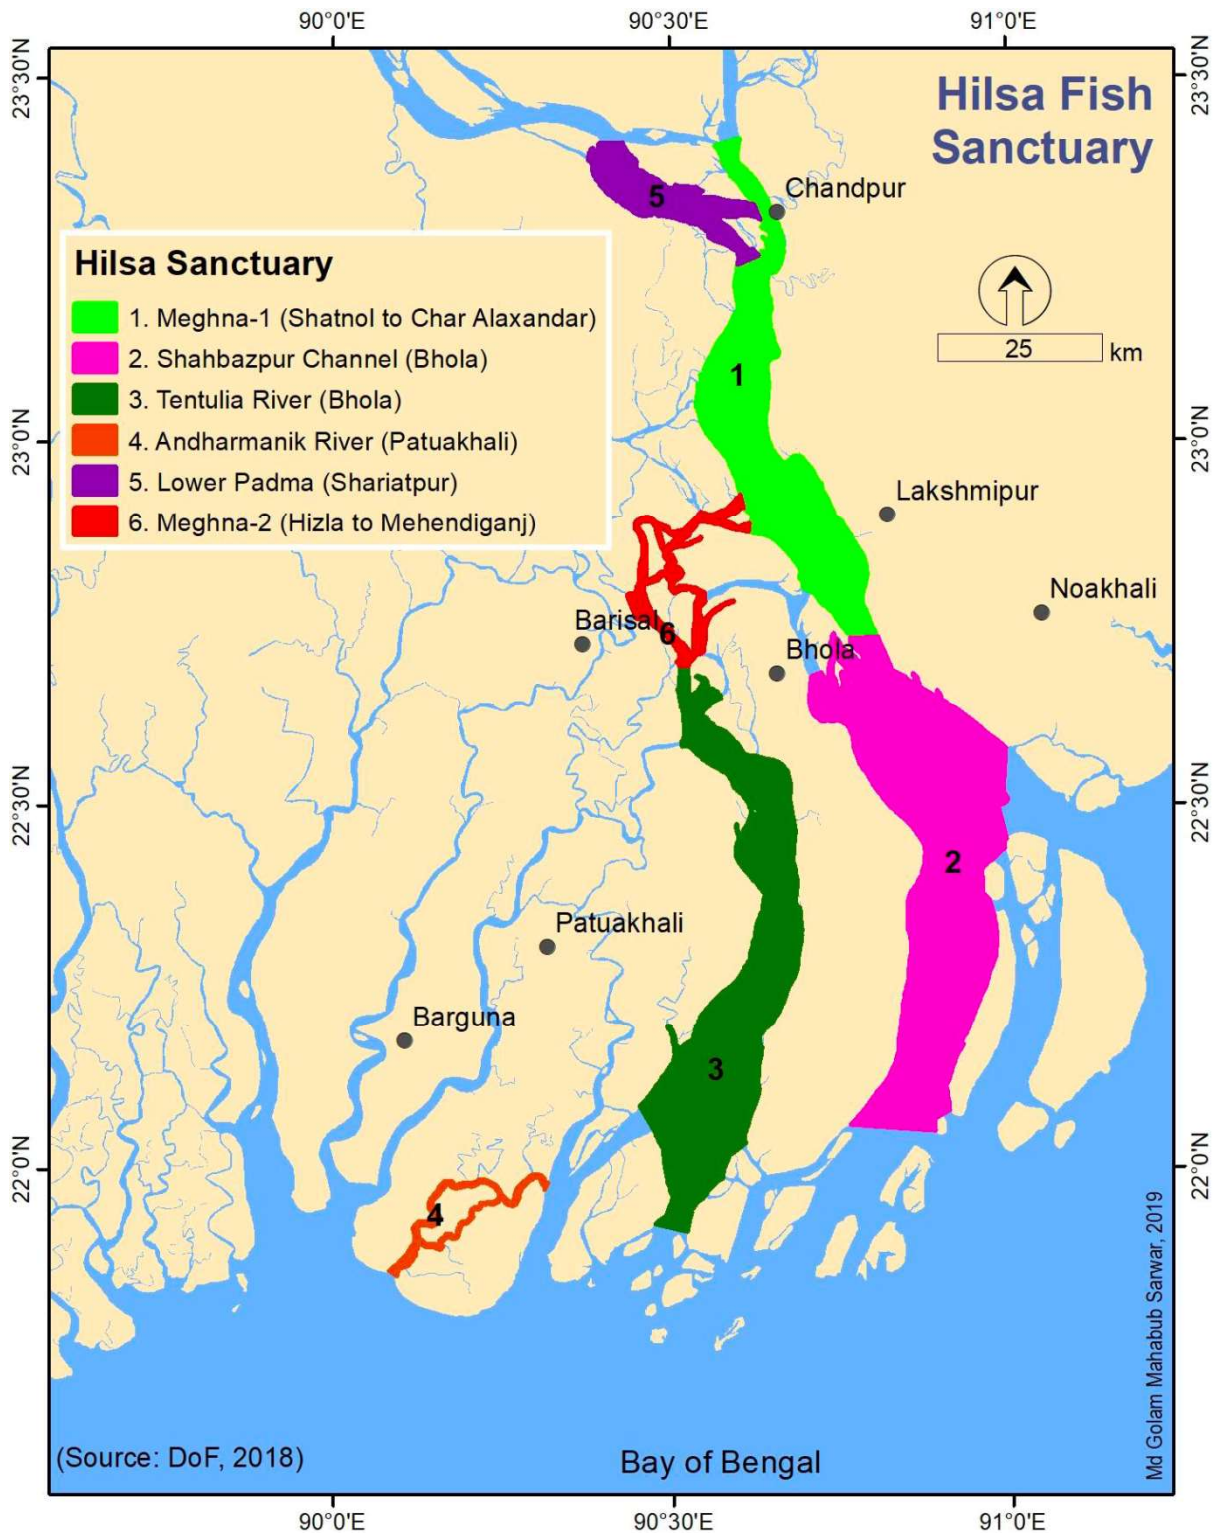 90°0'E
90°30'E
91°0'E
23°30'N
23°30'N
Hilsa Fish
Sanctuary
5
Chandpur
Hilsa Sanctuary
1. Meghna-1 (Shatnol to Char Alaxandar)
2. Shahbazpur Channel (Bhola)
3. Tentulia River (Bhola)
4. Andharmanik River (Patuakhali)
5. Lower Padma (Shariatpur)
6. Meghna-2 (Hizla to Mehendiganj)
25
km
1
23°0'N
23°0'N
Lakshmipur
Noakhali
Barisal
6
Bhola
22°30'N
22°30'N
2
Patuakhali
Barguna
3
22°0'N
22°0'N
4
Md Golam Mahabub Sarwar, 2019
(Source: DoF, 2018)
Bay of Bengal
90°0'E
90°30'E
91°0'E